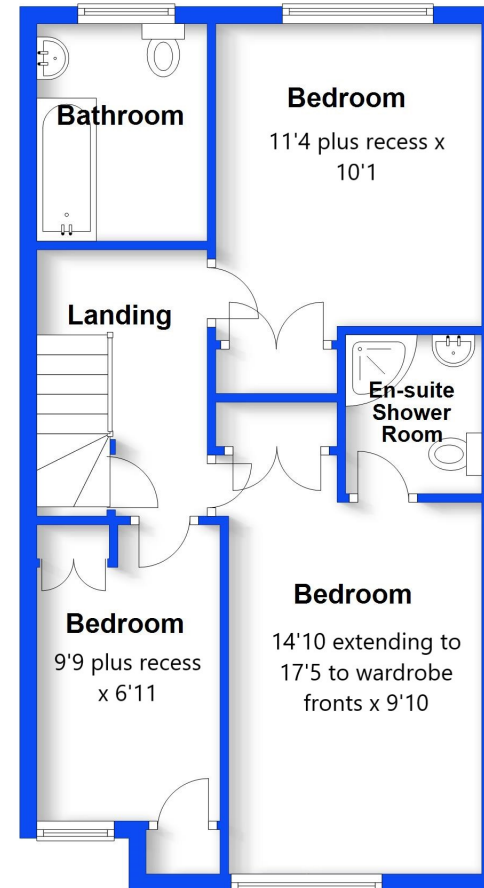 Bathroom
Bedroom
11'4 plus recess x
10'1
Landing
En-suite
Shower
Room
Bedroom
9'9 plus recess
x 6'11
Bedroom
14'10 extending to
17'5 to wardrobe
fronts x 9'10